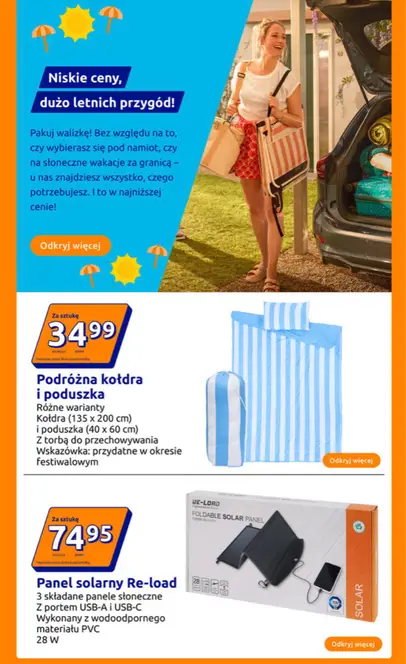 Niskie ceny,
dużo letnich przygód!
Pakuj walizkę! Bez względu na to,
czy wybierasz się pod namiot, czy
na słoneczne wakacje za granicą –
u nas znajdziesz wszystko, czego
potrzebujesz. I to w najniższej
cenie!
Odkryj więcej
Za sztukę
34.99
Podróżna kołdra
i poduszka
Różne warianty
Kołdra (135 x 200 cm)
i poduszka (40 x 60 cm)
Z torbą do przechowywania
Wskazówka: przydatne w okresie
festiwalowym
Odkryj więcej
Za sztukę
74.95
Panel solarny Re-load
3 składane panele słoneczne
Z portem USB-A i USB-C
Wykonany z wodoodpornego
materiału PVC
28 W
RE-LOAD
FOLDABLE SOLAR PANEL
SOLAR
Odkryj więcej